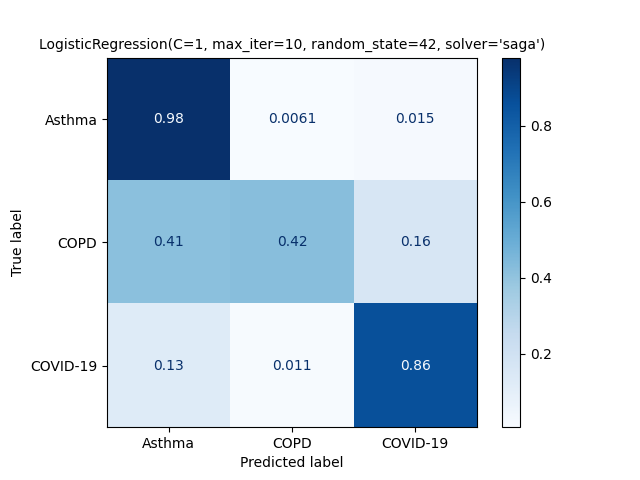 LogisticRegression(C=1, max_iter=10, random_state=42, solver='saga')
True label
Asthma 0.98 0.0061 0.015
COPD 0.41 0.42 0.16
COVID-19 0.13 0.011 0.86
Asthma COPD COVID-19
Predicted label
0.8
0.6
0.4
0.2